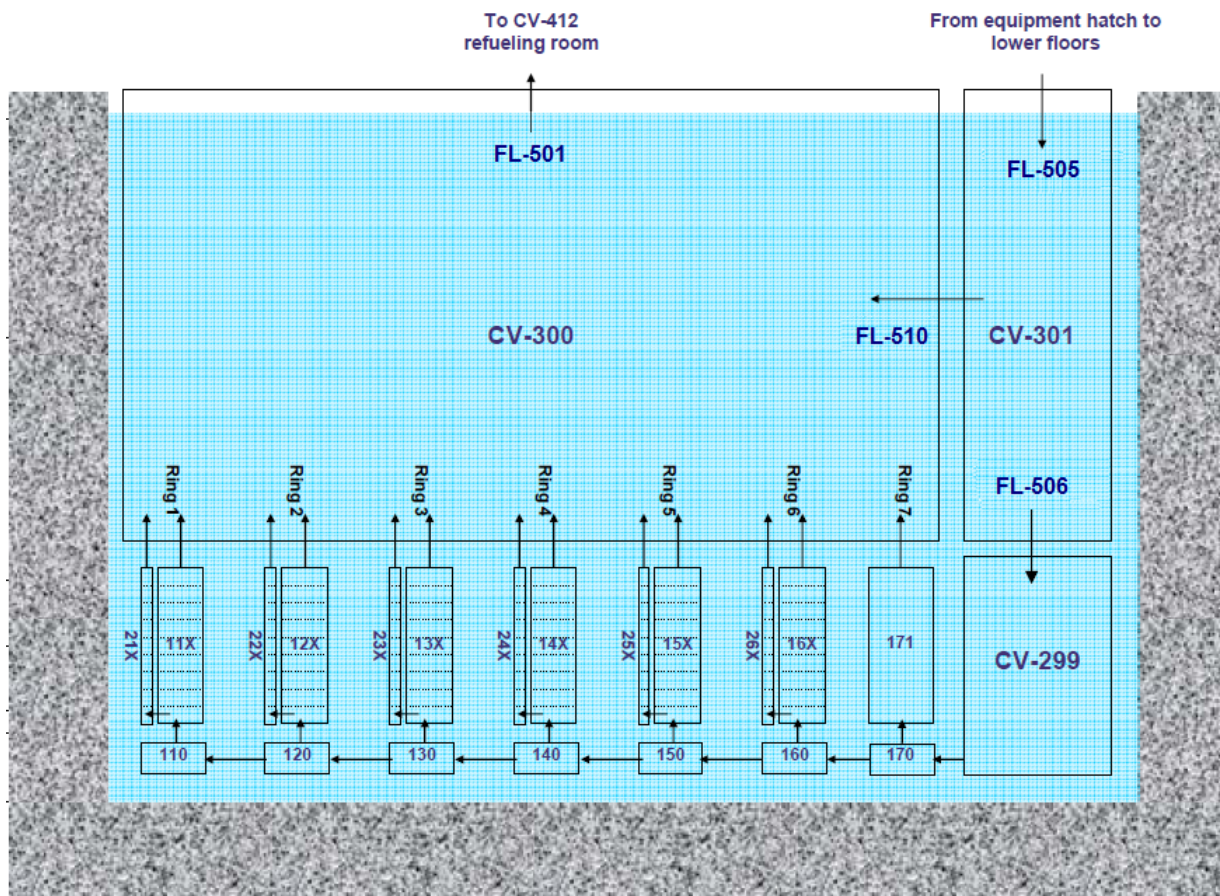 To CV-412
refueling room
From equipment hatch to
lower floors
FL-501
FL-505
CV-300
FL-510
CV-301
FL-506
Ring 1
Ring 2
Ring 3
Ring 4
Ring 5
Ring 6
Ring 7
21X
11X
22X
12X
23X
13X
24X
14X
25X
15X
26X
16X
171
CV-299
110
120
130
140
150
160
170